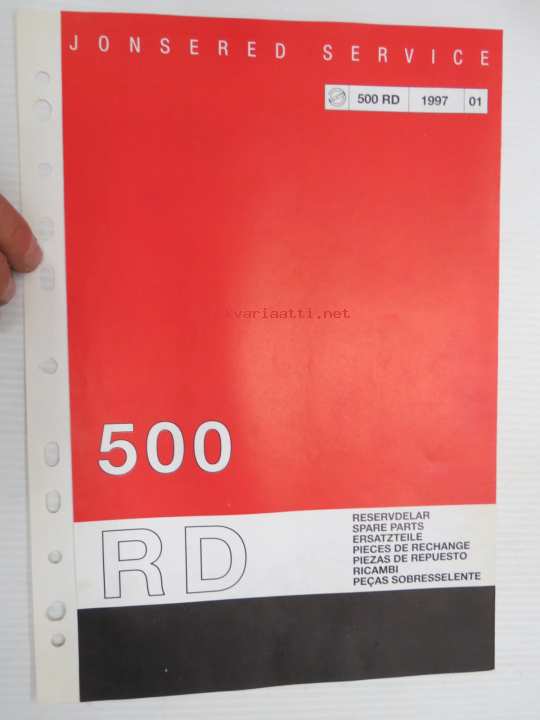 JONSERED SERVICE
500 RD 1997 01
kvariaatti.net
500
RD
RESERVDELAR
SPARE PARTS
ERSATZTEILE
PIECES DE RECHANGE
PIEZAS DE REPUESTO
RICAMBI
PEÇAS SOBRESSELENTE